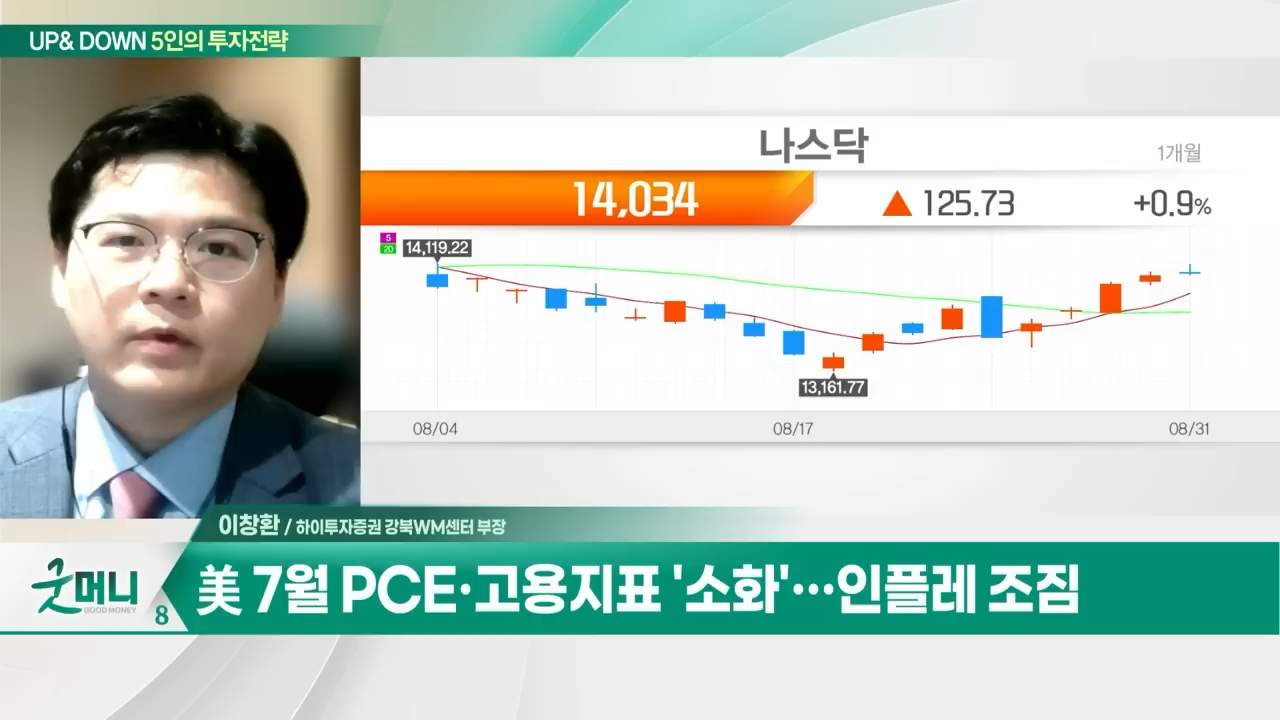 UP& DOWN 5인의 투자전략
나스닥
1개월
14,034
▲ 125.73
+0.9%
5
20
14,119.22
13,161.77
08/04
08/17
08/31
이창환 / 하이투자증권 강북WM센터 부장
굿머니
GOOD MONEY
8
美 7월 PCE·고용지표 '소화'…인플레 조짐